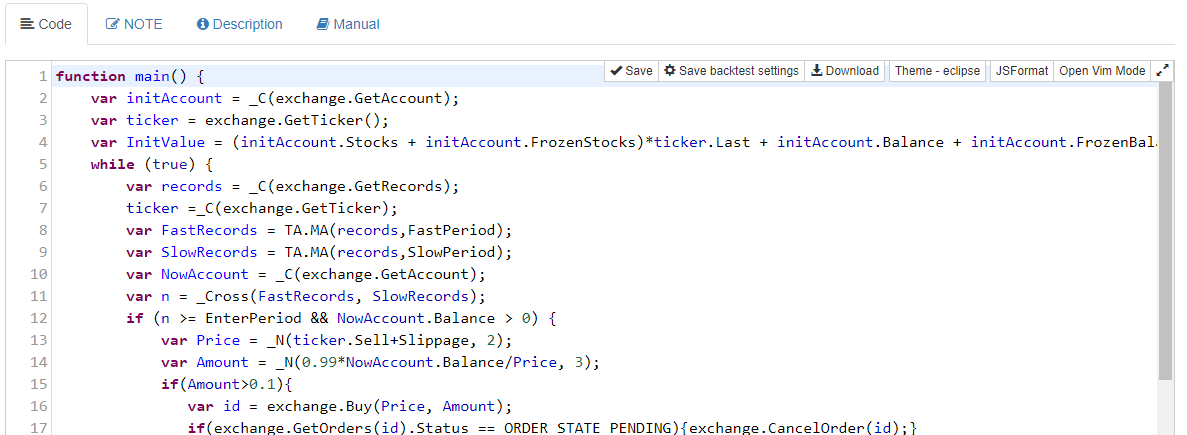 Code NOTE Description Manual
Save Save backtest settings Download Theme - eclipse JSFormat Open Vim Mode
1 function main() {
2 var initAccount = _C(exchange.GetAccount);
3 var ticker = exchange.GetTicker();
4 var InitValue = (initAccount.Stocks + initAccount.FrozenStocks)*ticker.Last + initAccount.Balance + initAccount.FrozenBal
5 while (true) {
6 var records = _C(exchange.GetRecords);
7 ticker =_C(exchange.GetTicker);
8 var FastRecords = TA.MA(records,FastPeriod);
9 var SlowRecords = TA.MA(records,SlowPeriod);
10 var NowAccount = _C(exchange.GetAccount);
11 var n = _Cross(FastRecords, SlowRecords);
12 if (n >= EnterPeriod && NowAccount.Balance > 0) {
13 var Price = _N(ticker.Sell+Slippage, 2);
14 var Amount = _N(0.99*NowAccount.Balance/Price, 3);
15 if(Amount>0.1){
16 var id = exchange.Buy(Price, Amount);
17 if(exchange.GetOrders(id).Status == ORDER_STATE_PENDING){exchange.CancelOrder(id);}